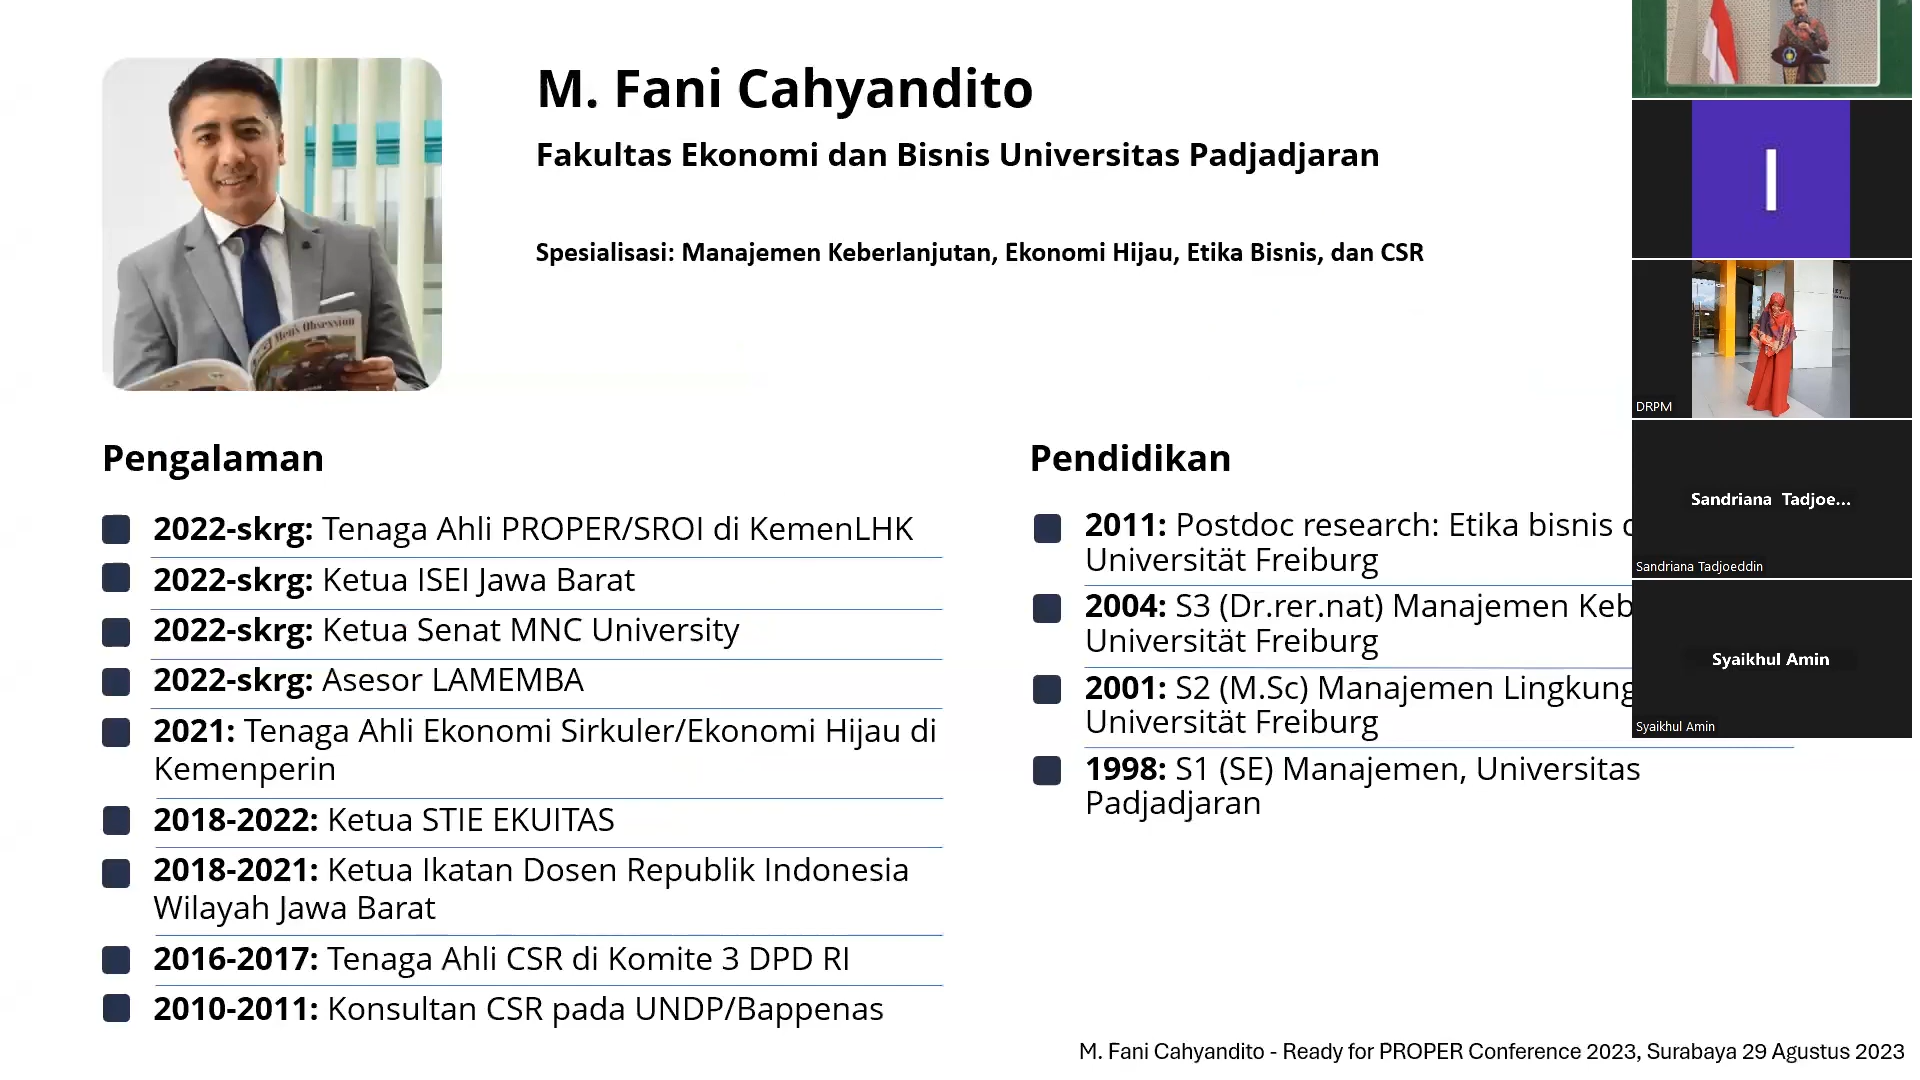 M. Fani Cahyandito
Fakultas Ekonomi dan Bisnis Universitas Padjadjaran
Spesialisasi: Manajemen Keberlanjutan, Ekonomi Hijau, Etika Bisnis, dan CSR
Men's Obsession
Pengalaman
2022-skrg: Tenaga Ahli PROPER/SROI di KemenLHK
2022-skrg: Ketua ISEI Jawa Barat
2022-skrg: Ketua Senat MNC University
2022-skrg: Asesor LAMEMBA
2021: Tenaga Ahli Ekonomi Sirkuler/Ekonomi Hijau di
Kemenperin
2018-2022: Ketua STIE EKUITAS
2018-2021: Ketua Ikatan Dosen Republik Indonesia
Wilayah Jawa Barat
2016-2017: Tenaga Ahli CSR di Komite 3 DPD RI
2010-2011: Konsultan CSR pada UNDP/Bappenas
Pendidikan
2011: Postdoc research: Etika bisnis
Universität Freiburg
2004: S3 (Dr.rer.nat) Manajemen Keb
Universität Freiburg
2001: S2 (M.Sc) Manajemen Lingkung
Universität Freiburg
1998: S1 (SE) Manajemen, Universitas
Padjadjaran
M. Fani Cahyandito - Ready for PROPER Conference 2023, Surabaya 29 Agustus 2023
I
DRPM
Sandriana Tadjoe...
Sandriana Tadjoeddin
Syaikhul Amin
Syaikhul Amin